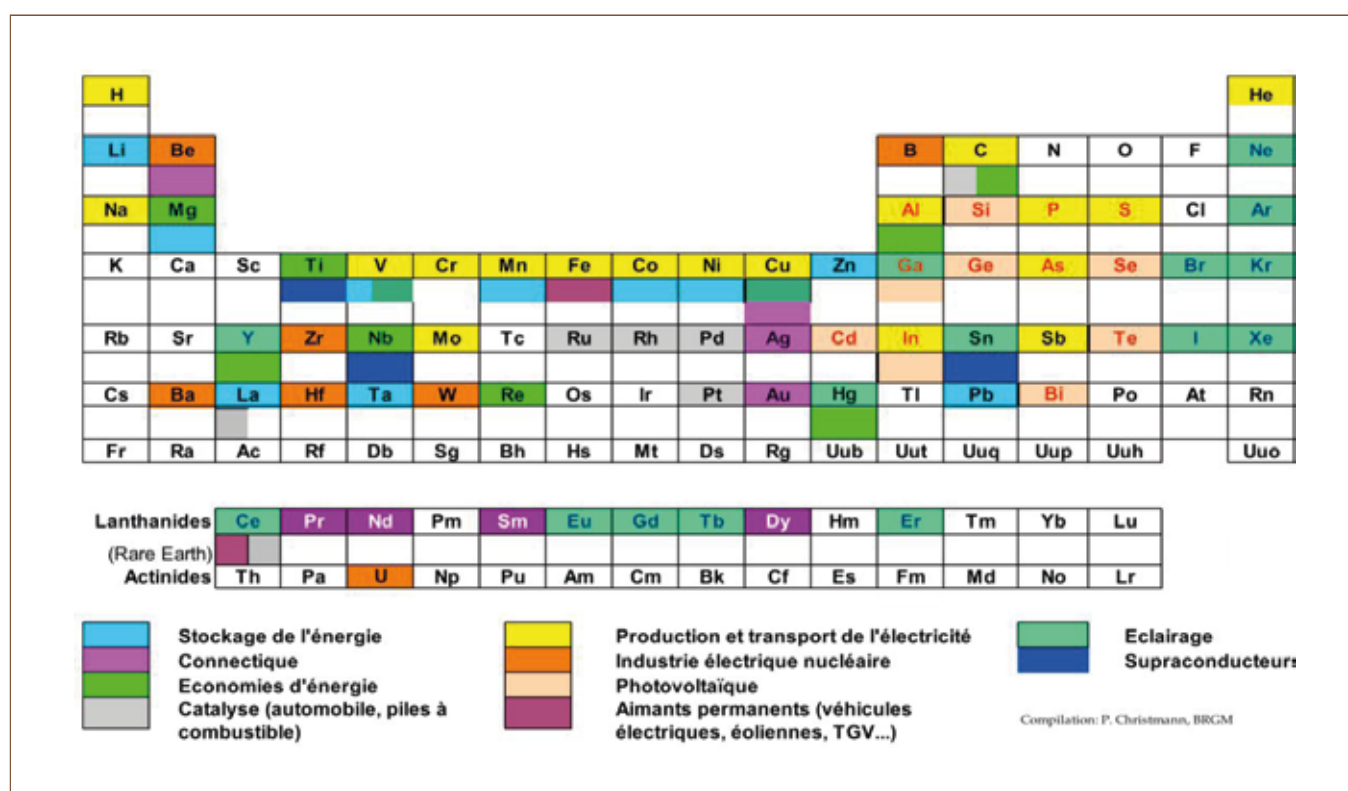 H He
Li Be B C N O F Ne
Na Mg Al Si P S Cl Ar
K Ca Sc Ti V Cr Mn Fe Co Ni Cu Zn Ga Ge As Se Br Kr
Rb Sr Y Zr Nb Mo Tc Ru Rh Pd Ag Cd In Sn Sb Te I Xe
Cs Ba La Hf Ta W Re Os Ir Pt Au Hg Tl Pb Bi Po At Rn
Fr Ra Ac Rf Db Sg Bh Hs Mt Ds Rg Uub Uut Uuq Uup Uuh Uuo
Lanthanides Ce Pr Nd Pm Sm Eu Gd Tb Dy Hm Er Tm Yb Lu
(Rare Earth)
Actinides Th Pa U Np Pu Am Cm Bk Cf Es Fm Md No Lr
Stockage de l'énergie
Connectique
Economies d'énergie
Catalyse (automobile, piles à
combustible)
Production et transport de l'électricité
Industrie électrique nucléaire
Photovoltaïque
Aimants permanents (véhicules
électriques, éoliennes, TGV...)
Eclairage
Supraconducteurs
Compilation: P. Christmann, BRGM